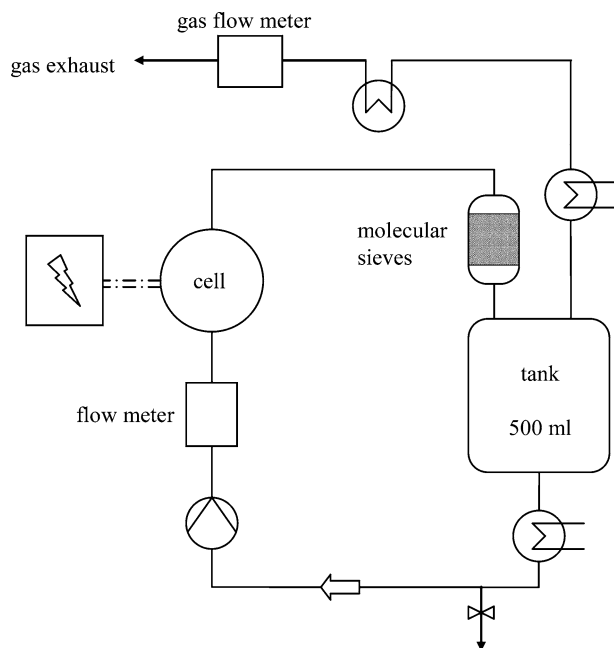 gas flow meter
gas exhaust
molecular
sieves
cell
tank
flow meter
500 ml